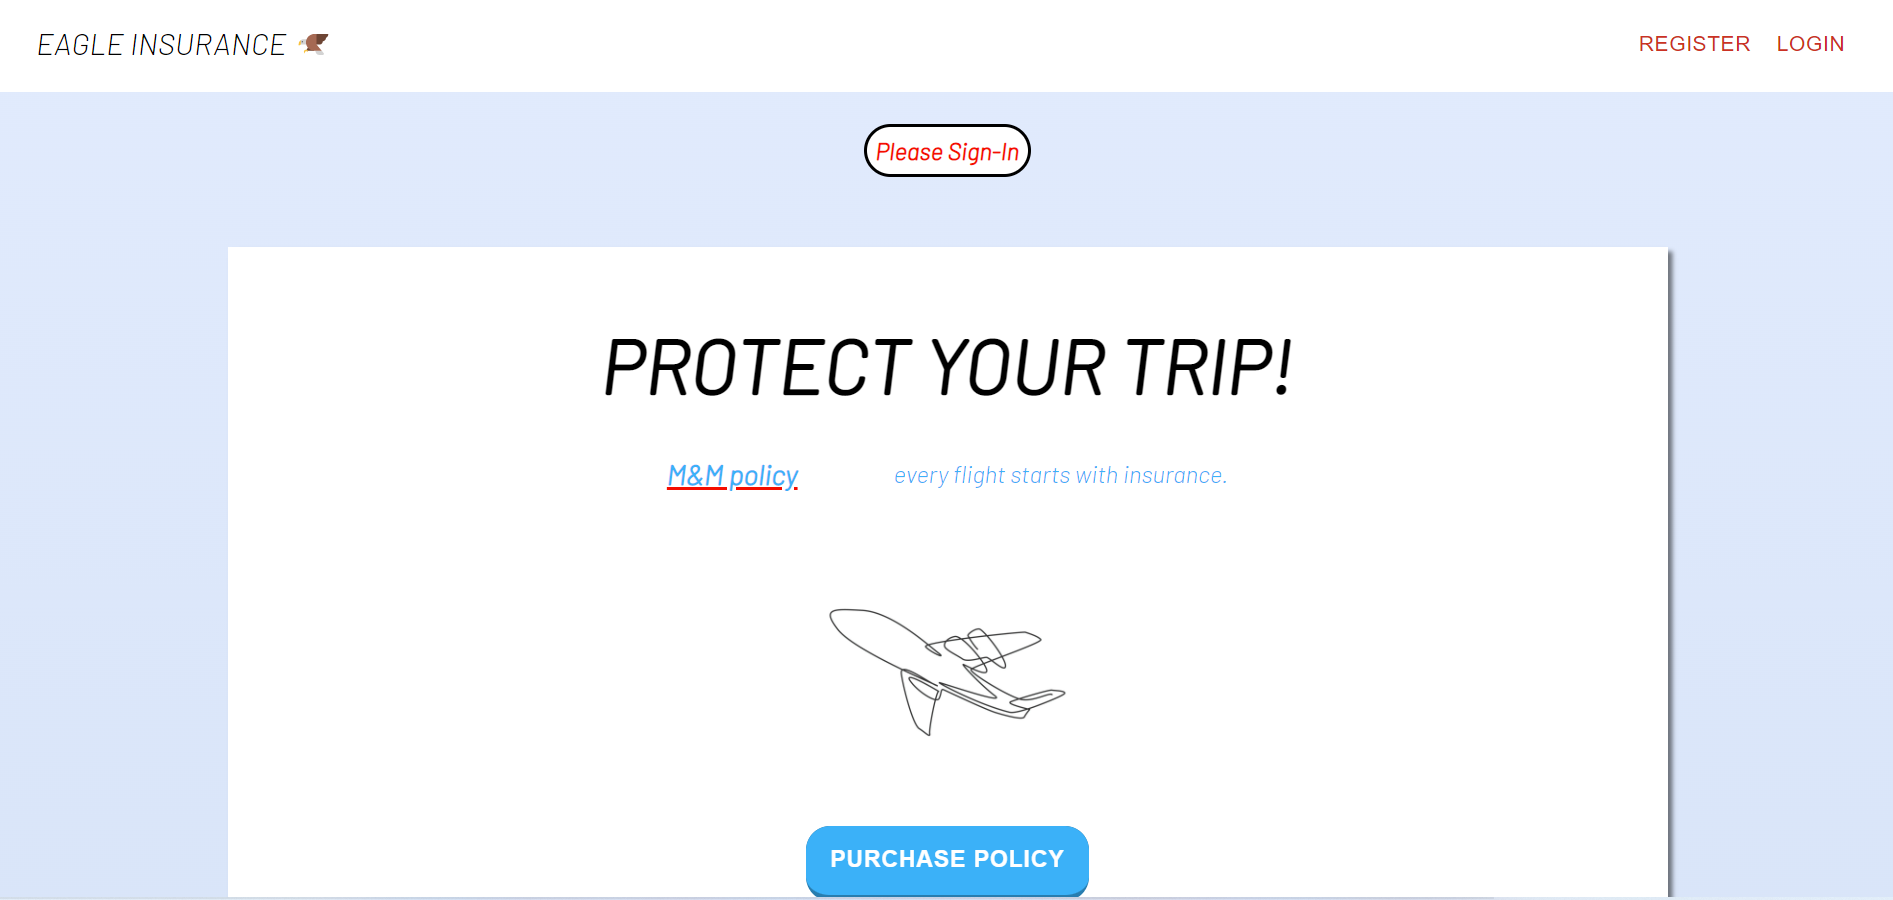 EAGLE INSURANCE
REGISTER LOGIN
Please Sign-In
PROTECT YOUR TRIP!
M&M policy every flight starts with insurance.
PURCHASE POLICY